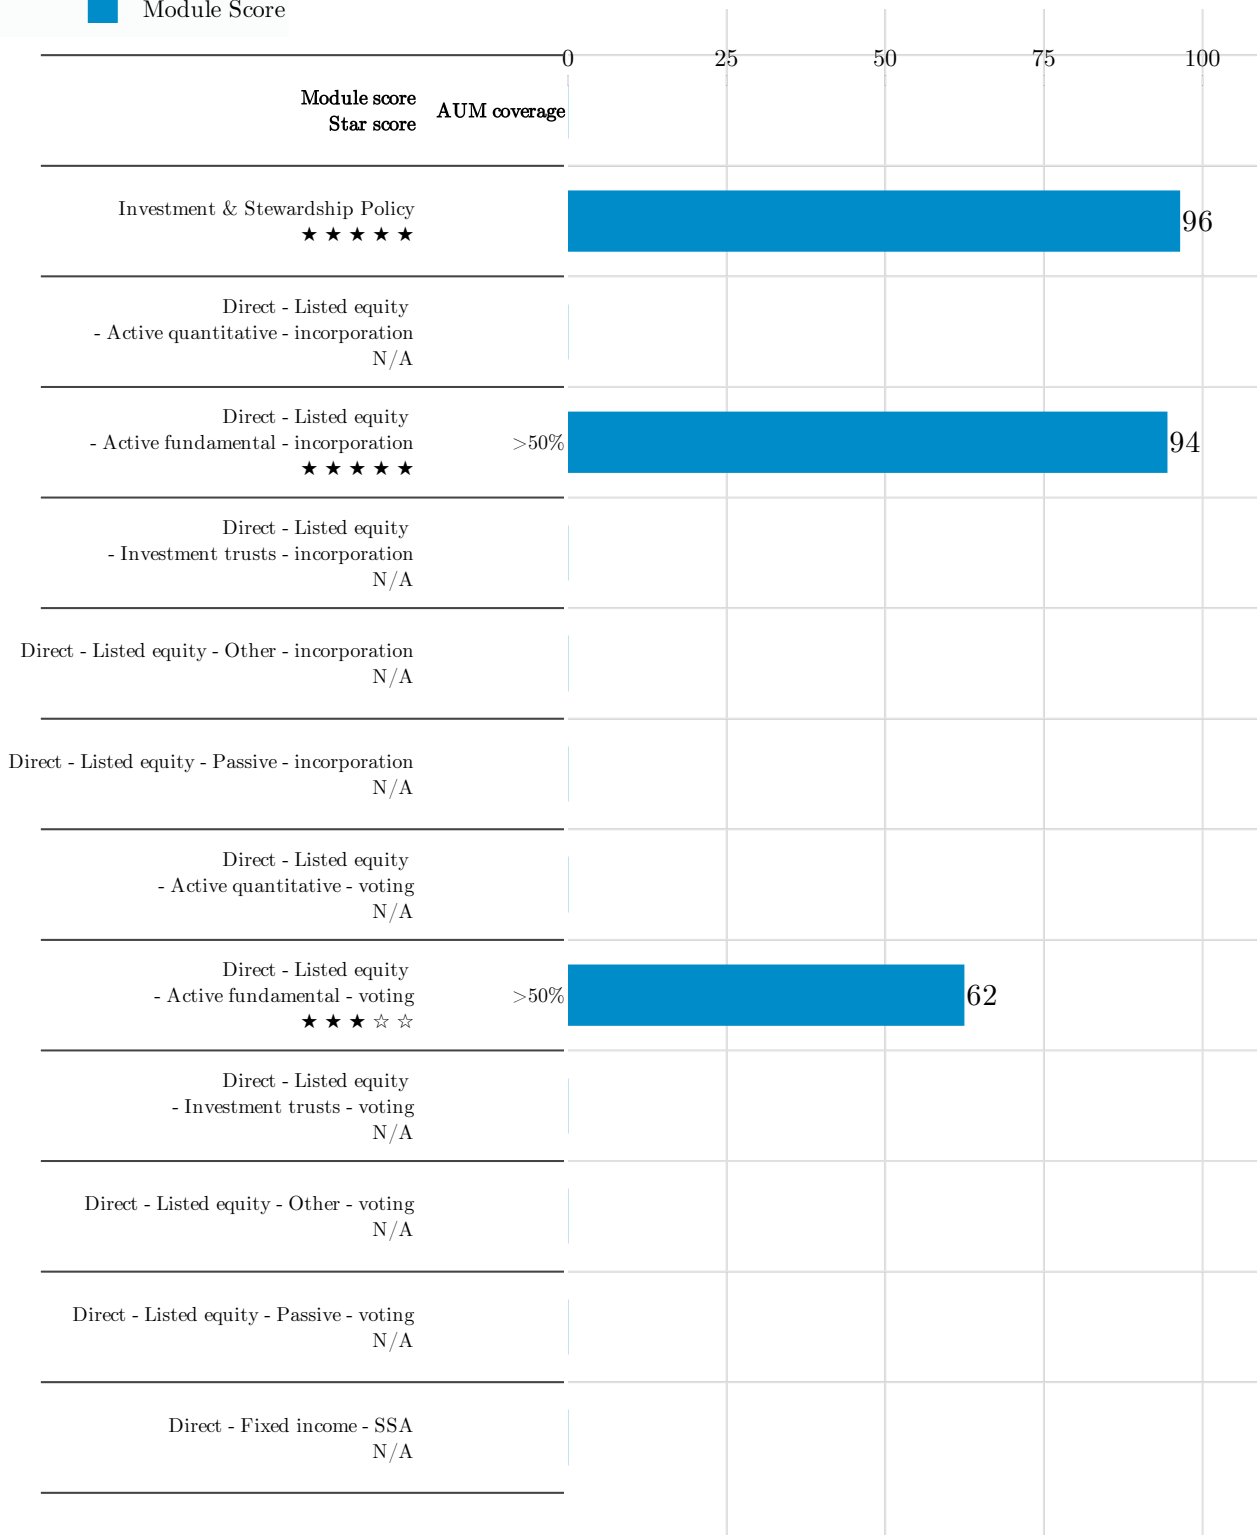 Module Score
0 25 50 75 100
Module score
Star score
AUM coverage
Investment & Stewardship Policy
★ ★ ★ ★ ★
96
Direct - Listed equity
- Active quantitative - incorporation
N/A
Direct - Listed equity
- Active fundamental - incorporation
★ ★ ★ ★ ★
>50%
94
Direct - Listed equity
- Investment trusts - incorporation
N/A
Direct - Listed equity - Other - incorporation
N/A
Direct - Listed equity - Passive - incorporation
N/A
Direct - Listed equity
- Active quantitative - voting
N/A
Direct - Listed equity
- Active fundamental - voting
★ ★ ★ ☆ ☆
>50%
62
Direct - Listed equity
- Investment trusts - voting
N/A
Direct - Listed equity - Other - voting
N/A
Direct - Listed equity - Passive - voting
N/A
Direct - Fixed income - SSA
N/A